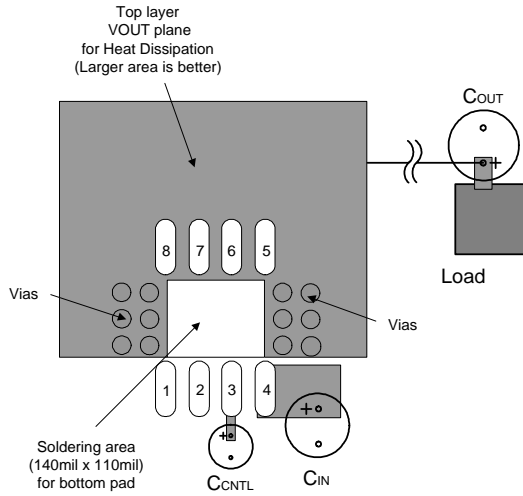 Top layer
VOUT plane
for Heat Dissipation
(Larger area is better)
COUT
+
Load
8 7 6 5
Vias
Vias
1 2 3 4
+
+
Soldering area
(140mil x 110mil)
for bottom pad
CCNTL
CIN